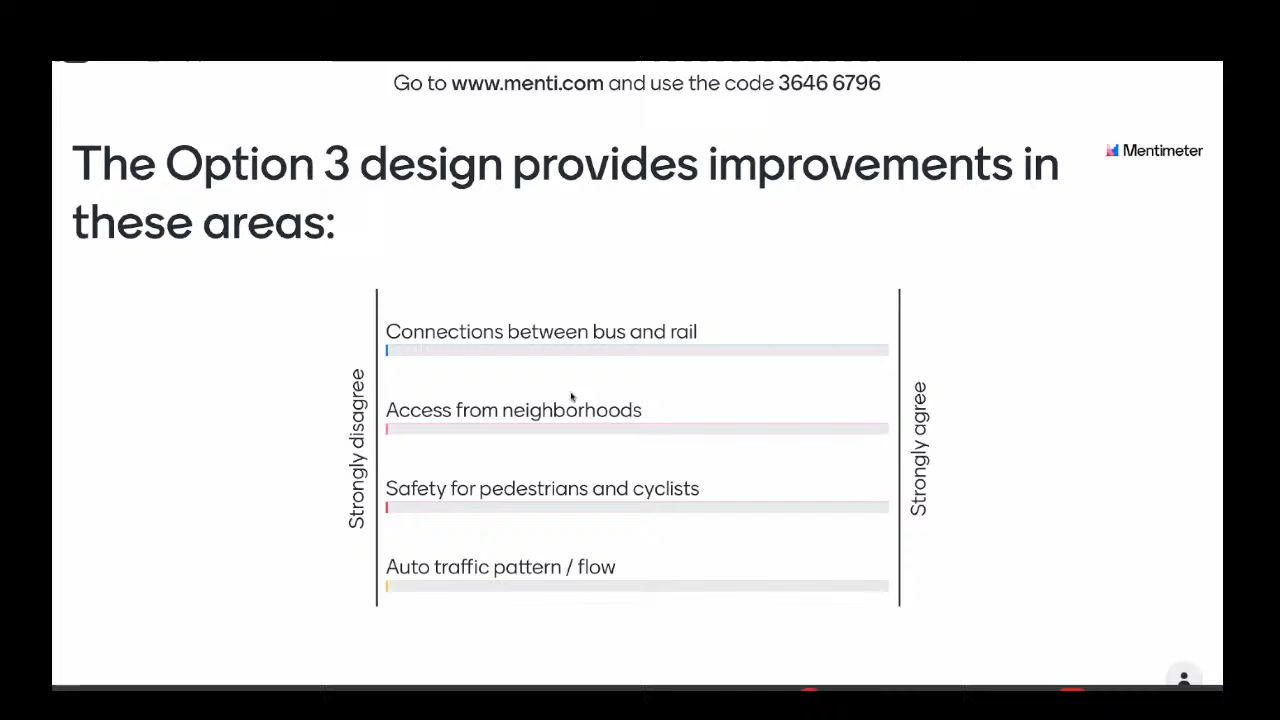 Go to www.menti.com and use the code 3646 6796
The Option 3 design provides improvements in
these areas:
Mentimeter
Strongly disagree
Connections between bus and rail
Access from neighborhoods
Safety for pedestrians and cyclists
Auto traffic pattern / flow
Strongly agree